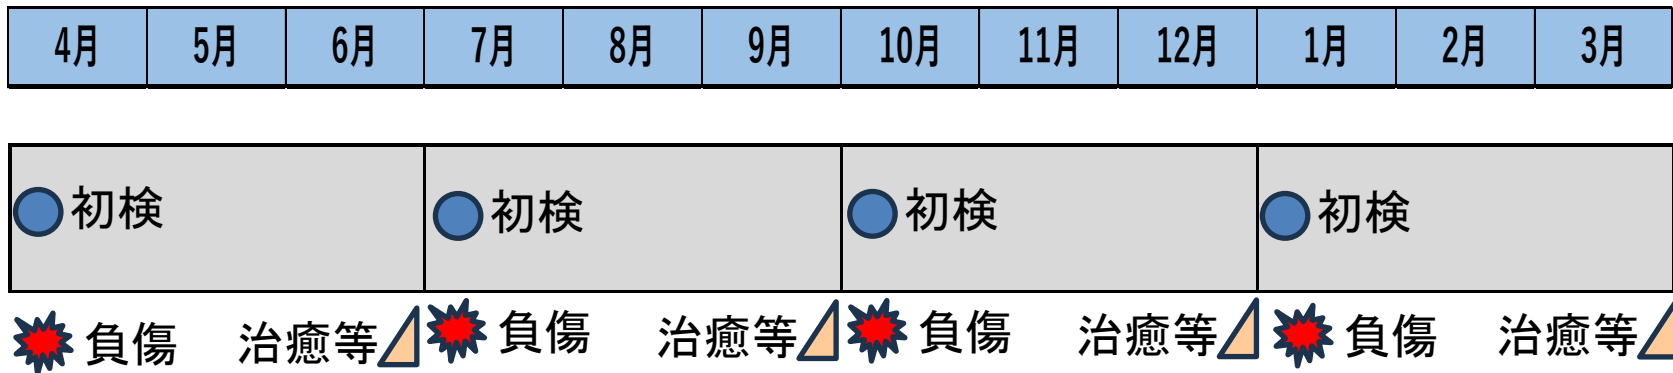 4月 5月 6月 7月 8月 9月 10月 11月 12月 1月 2月 3月
初検 初検 初検 初検
負傷 治癒等 負傷 治癒等 負傷 治癒等 負傷 治癒等